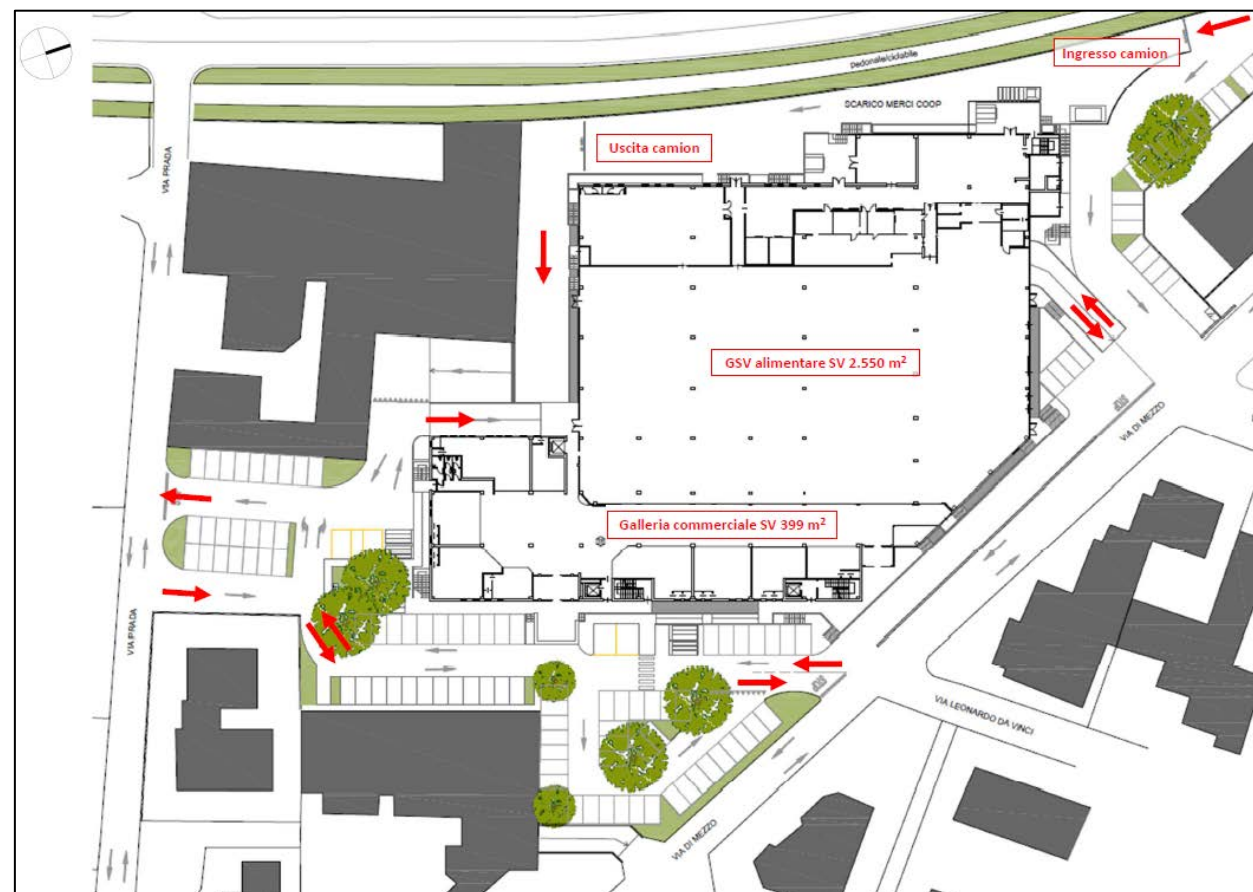 Ingresso camion
pedonale/ciclabile
SCARICO MERCI COOP
Uscita camion
VIA PRADA
GSV alimentare SV 2.550 m²
VIA DI MEZZO
Galleria commerciale SV 399 m²
VIA PRADA
VIA LEONARDO DA VINCI
VIA DI MEZZO